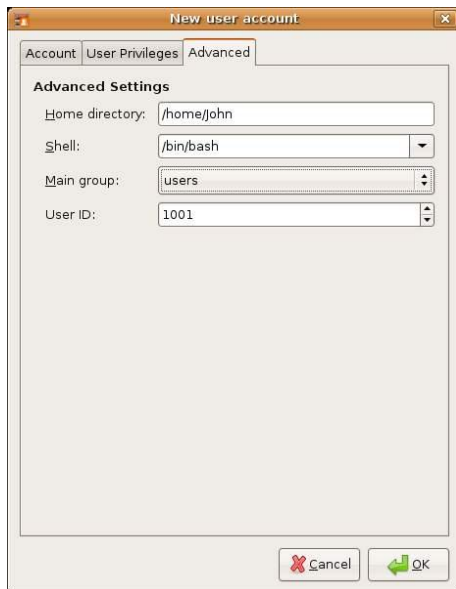 New user account
Account User Privileges Advanced
Advanced Settings
Home directory: /home/John
Shell: /bin/bash
Main group: users
User ID: 1001
Cancel OK